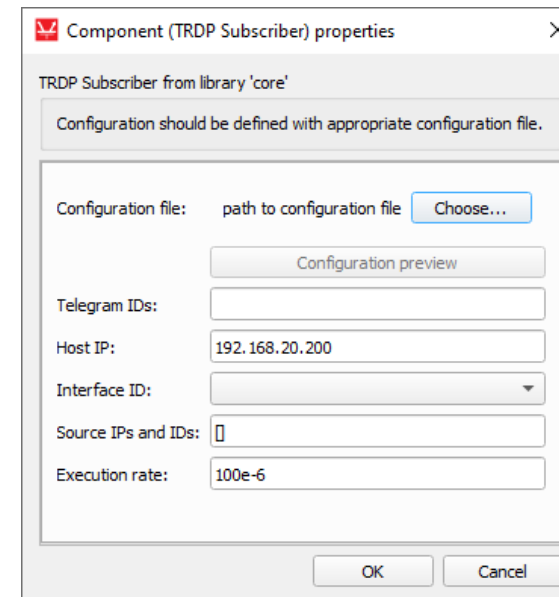 Component (TRDP Subscriber) properties
TRDP Subscriber from library 'core'
Configuration should be defined with appropriate configuration file.
Configuration file: path to configuration file Choose...
Configuration preview
Telegram IDs:
Host IP: 192.168.20.200
Interface ID:
Source IPs and IDs: []
Execution rate: 100e-6
OK Cancel